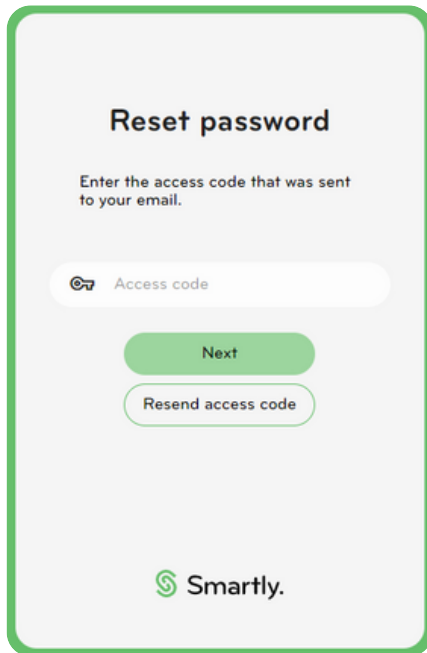 Reset password
Enter the access code that was sent
to your email.
Access code
Next
Resend access code
Smartly.